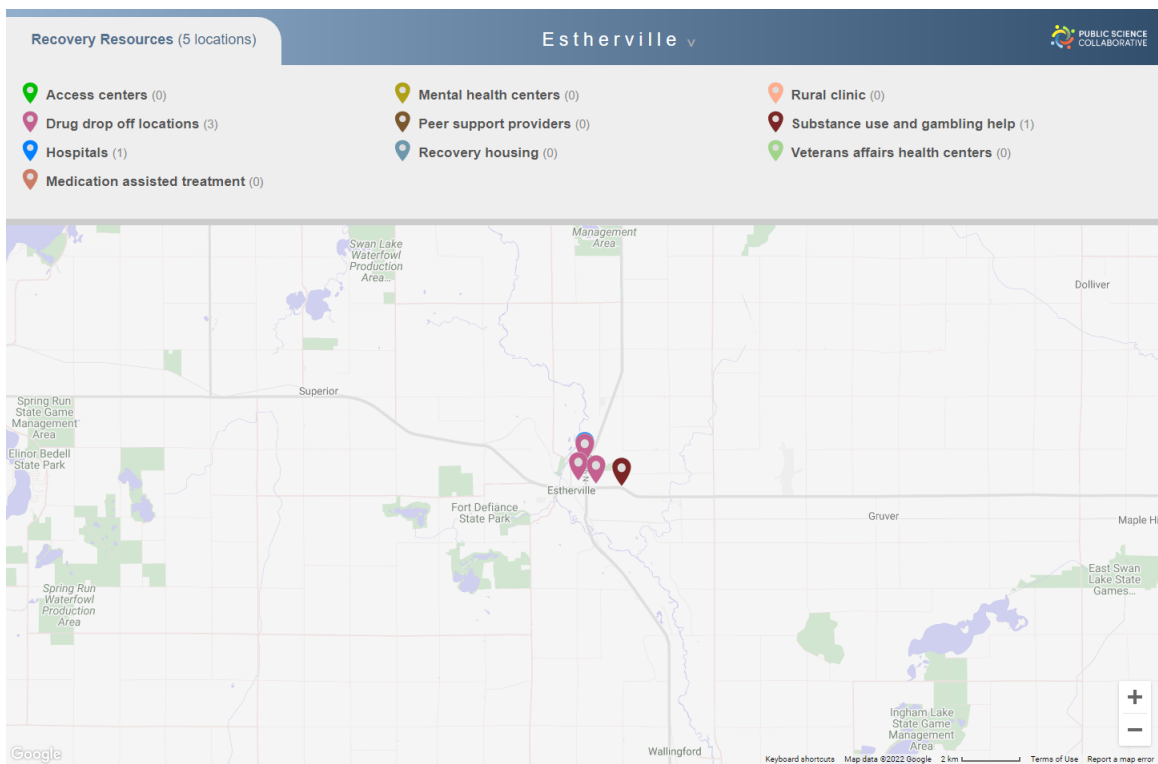 Recovery Resources (5 locations)
Estherville v
PUBLIC SCIENCE
COLLABORATIVE
Access centers (0)
Mental health centers (0)
Rural clinic (0)
Drug drop off locations (3)
Peer support providers (0)
Substance use and gambling help (1)
Hospitals (1)
Recovery housing (0)
Veterans affairs health centers (0)
Medication assisted treatment (0)
Management
Area
Swan Lake
Waterfowl
Production
Area...
Dolliver
Superior
Spring Run
State Game
Management
Area
Elinor Bedell
State Park
N
Estherville
Fort Defiance
State Park
Gruver
Maple Hi
East Swan
Lake State
Games...
Spring Run
Waterfowl
Production
Area
Ingham Lake
State Game
Management
Area
Wallingford
+
−
Google
Keyboard shortcuts Map data ©2022 Google 2 km Terms of Use Report a map error